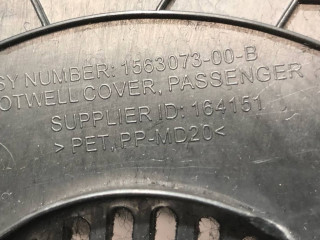 SY NUMBER: 1563073-00-B
OTWELL COVER, PASSENGER
SUPPLIER ID: 164151
>PET, PP-MD20<